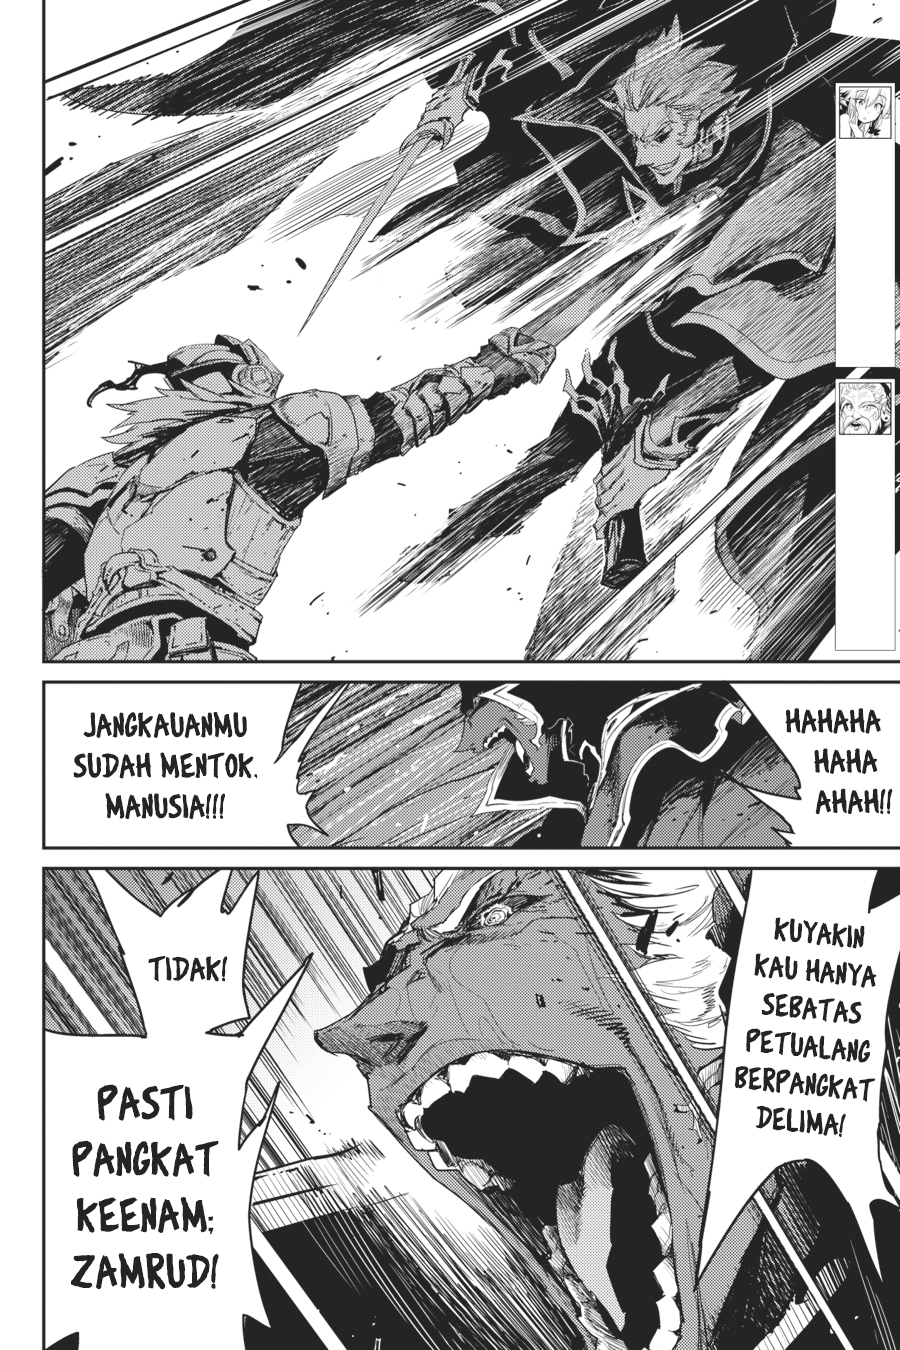 HAHAHA
HAHA
AHAH!!
JANGKAUANMU
SUDAH MENTOK.
MANUSIA!!!
KUYAKIN
KAU HANYA
SEBATAS
PETUALANG
BERPANGKAT
DELIMA!
TIDAK!
PASTI
PANGKAT
KEENAM;
ZAMRUD!